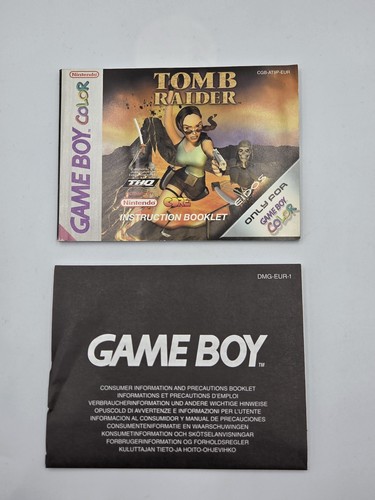 Nintendo
CGB-AT9P-EUR
TOMB
RAIDER
GAME BOY COLOR
THQ
Nintendo
CORE
EIDOS
INSTRUCTION BOOKLET
ONLY FOR
GAME BOY
COLOR
DMG-EUR-1
GAME BOY
TM
CONSUMER INFORMATION AND PRECAUTIONS BOOKLET
INFORMATIONS ET PRECAUTIONS D'EMPLOI
VERBRAUCHERINFORMATION UND ANDERE WICHTIGE HINWEISE
OPUSCOLO DI AVVERTENZE E INFORMAZIONI PER L'UTENTE
INFORMACION AL CONSUMIDOR Y MANUAL DE PRECAUCIONES
CONSUMENTENINFORMATIE EN WAARSCHUWINGEN
KONSUMETINFORMATION OCH SKÖTSELANVISNINGAR
FORBRUGERINFORMATION OG FORHOLDSREGLER
KULUTTAJAN TIETO-JA HOITO-OHJEVIHKO